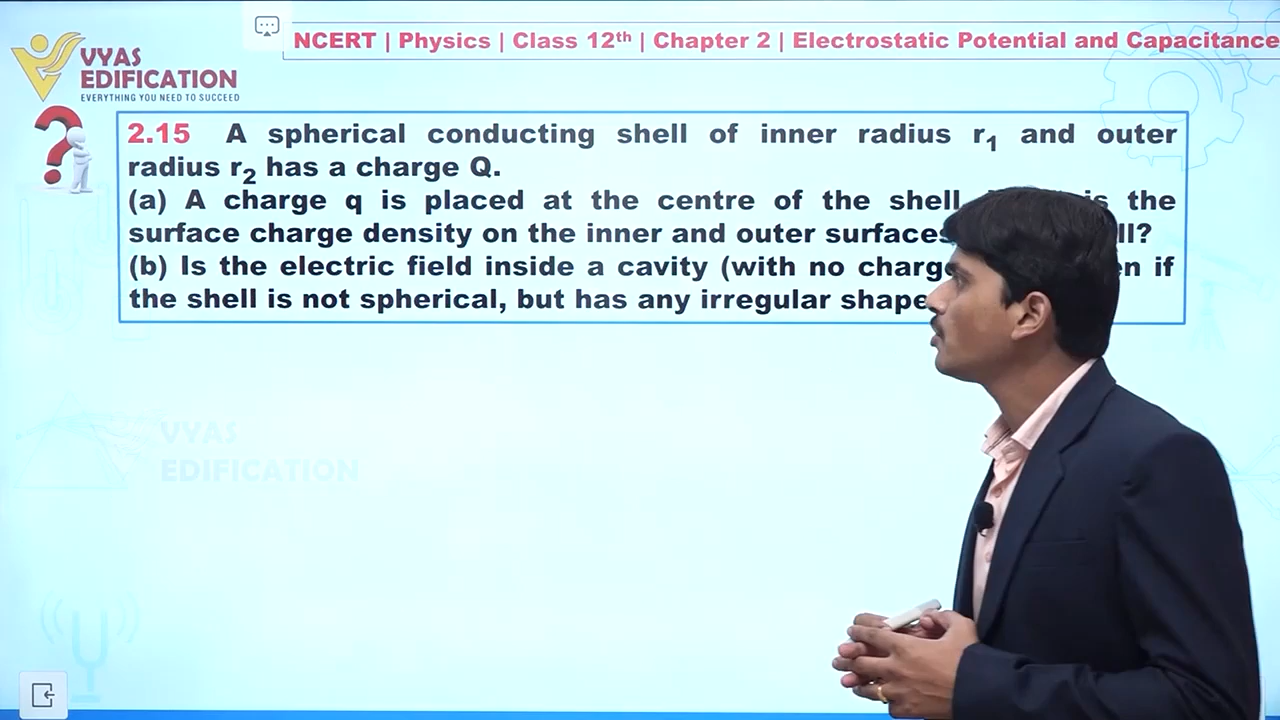 NCERT | Physics | Class 12th | Chapter 2 | Electrostatic Potential and Capacitance
VYAS
EDIFICATION
EVERYTHING YOU NEED TO SUCCEED
2.15 A spherical conducting shell of inner radius r₁ and outer
radius r₂ has a charge Q.
(a) A charge q is placed at the centre of the shell the
surface charge density on the inner and outer surfaces
(b) Is the electric field inside a cavity (with no if
the shell is not spherical, but has any irregular shape
VYAS
EDIFICATION